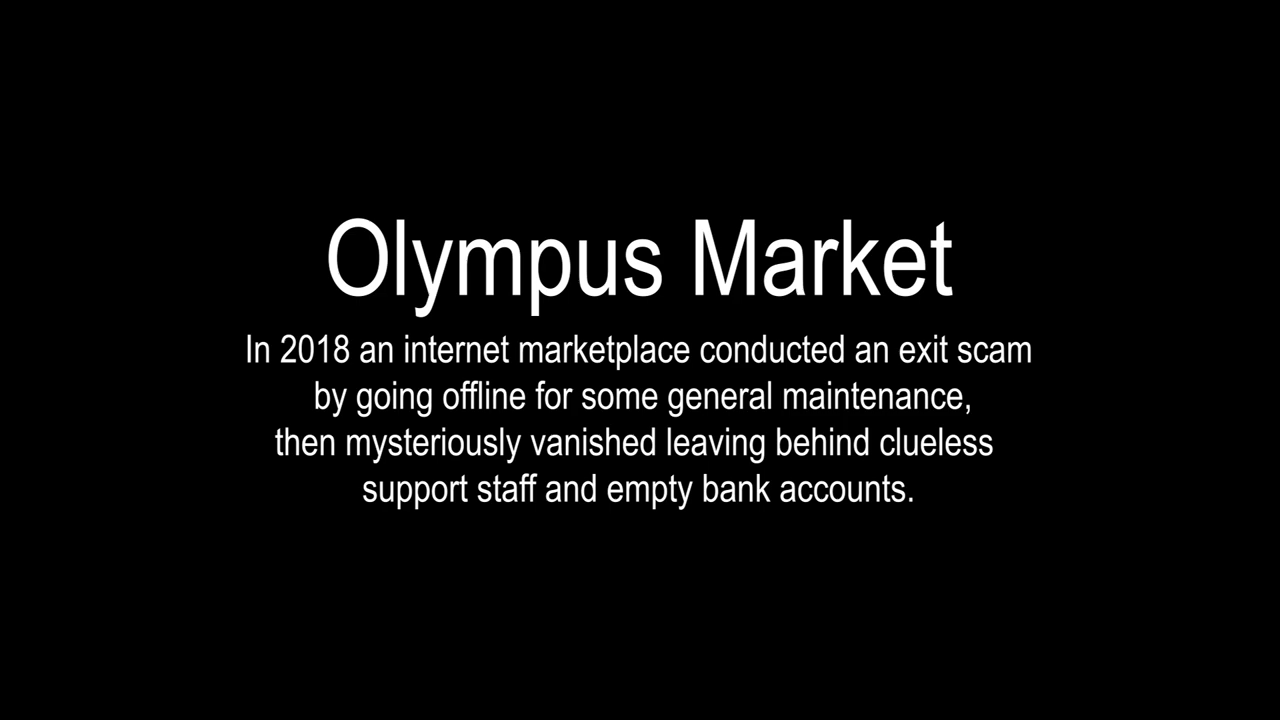 Olympus Market
In 2018 an internet marketplace conducted an exit scam
by going offline for some general maintenance,
then mysteriously vanished leaving behind clueless
support staff and empty bank accounts.